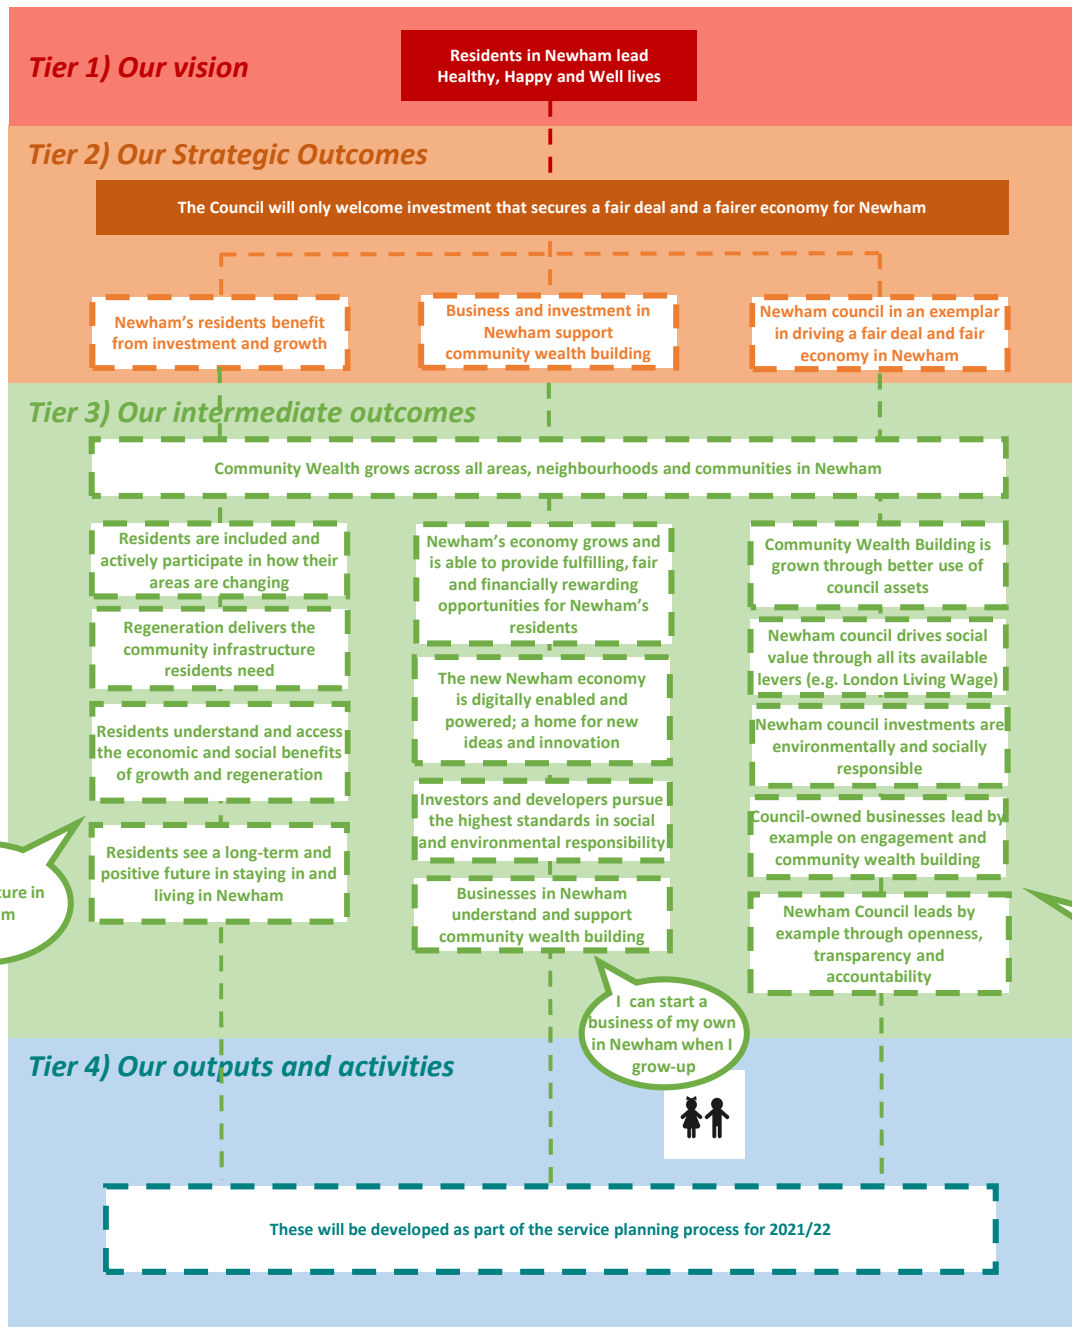 Tier 1) Our vision
Residents in Newham lead
Healthy, Happy and Well lives
Tier 2) Our Strategic Outcomes
The Council will only welcome investment that secures a fair deal and a fairer economy for Newham
Newham's residents benefit
from investment and growth
Business and investment in
Newham support
community wealth building
Newham council in an exemplar
in driving a fair deal and fair
economy in Newham
Tier 3) Our intermediate outcomes
Community Wealth grows across all areas, neighbourhoods and communities in Newham
Residents are included and
actively participate in how their
areas are changing
Regeneration delivers the
community infrastructure
residents need
Residents understand and access
the economic and social benefits
of growth and regeneration
Residents see a long-term and
positive future in staying in and
living in Newham
Newham's economy grows and
is able to provide fulfilling, fair
and financially rewarding
opportunities for Newham's
residents
The new Newham economy
is digitally enabled and
powered; a home for new
ideas and innovation
Investors and developers pursue
the highest standards in social
and environmental responsibility
Businesses in Newham
understand and support
community wealth building
Community Wealth Building is
grown through better use of
council assets
Newham council drives social
value through all its available
levers (e.g. London Living Wage)
Newham council investments are
environmentally and socially
responsible
Council-owned businesses lead by
example on engagement and
community wealth building
Newham Council leads by
example through openness,
transparency and
accountability
in
I can start a
business of my own
in Newham when I
grow-up
Tier 4) Our outputs and activities
These will be developed as part of the service planning process for 2021/22